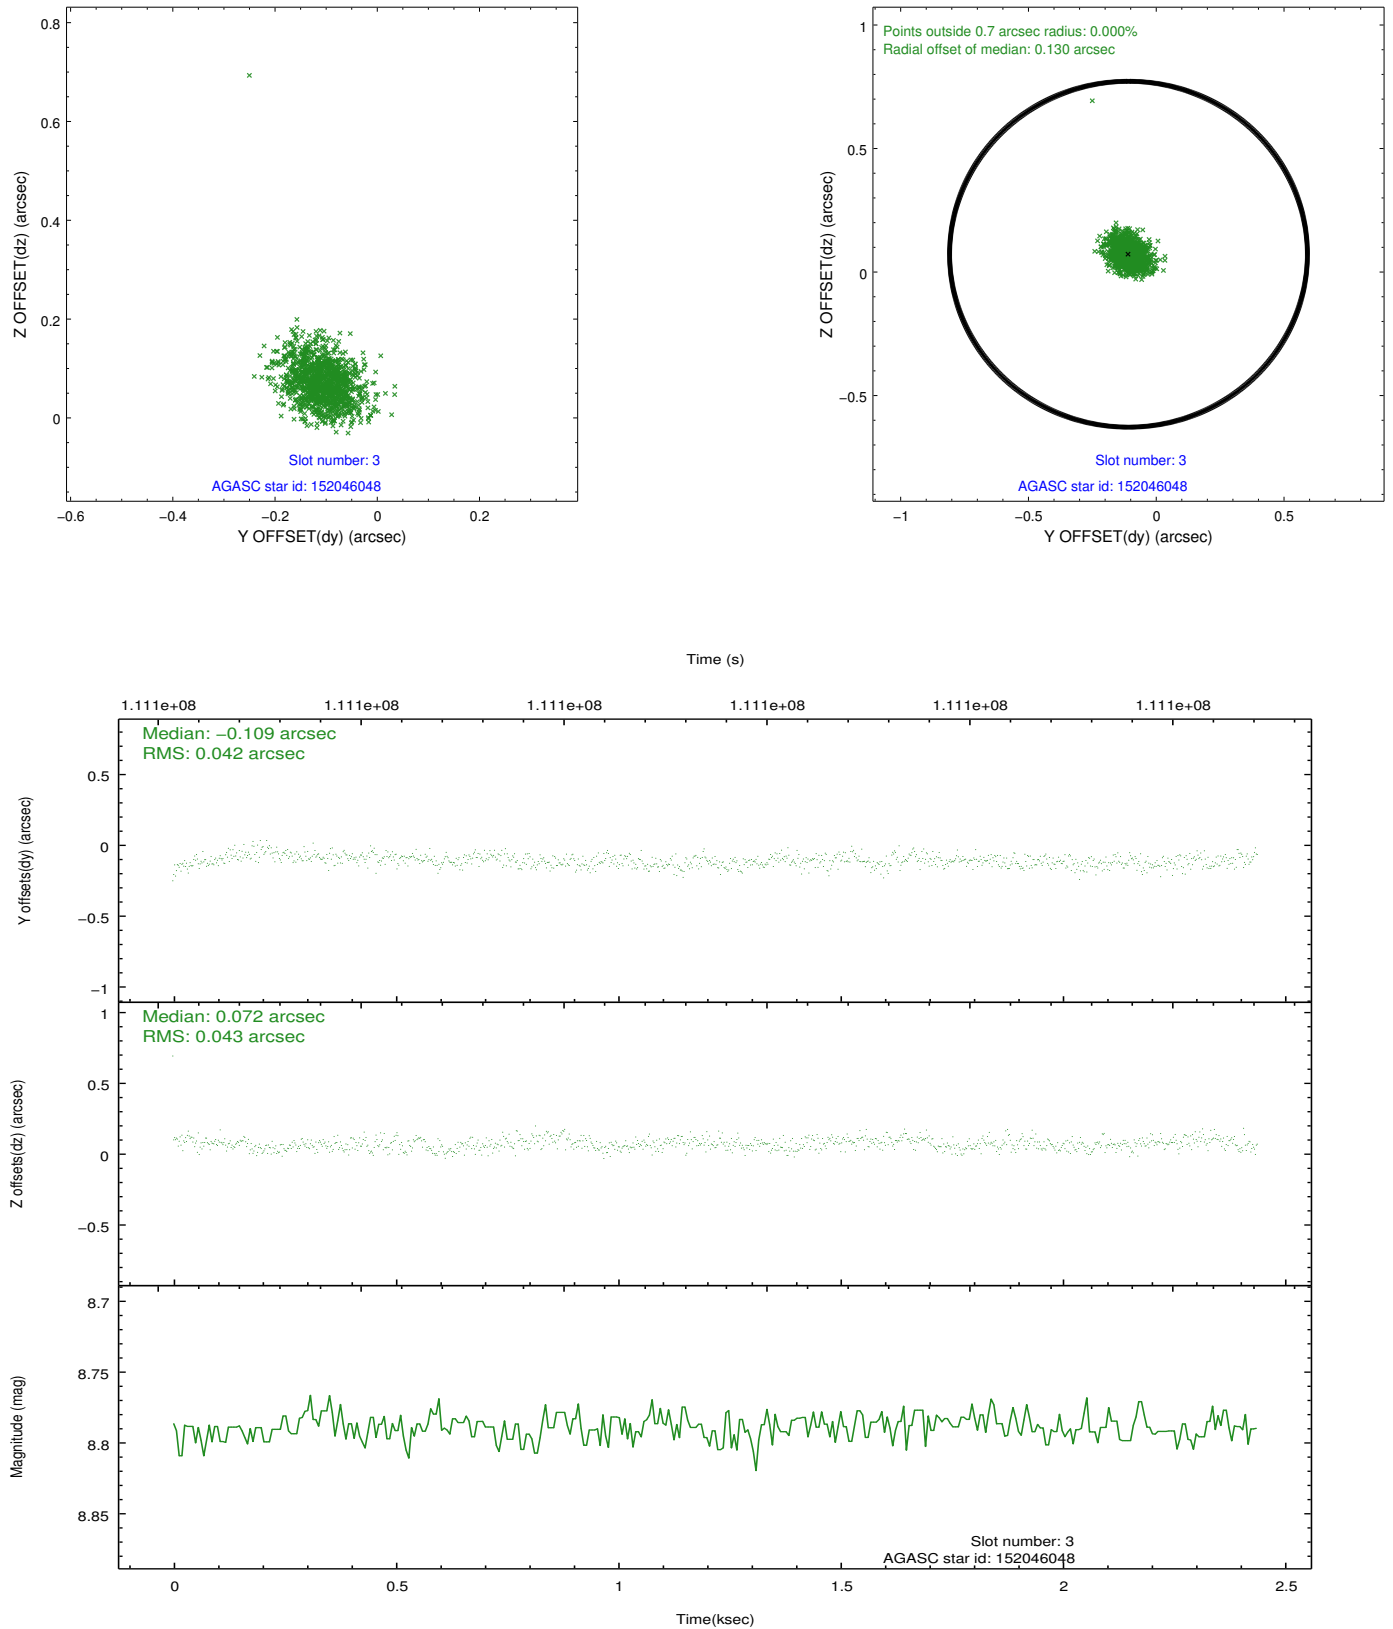 0.8
0.6
0.4
0.2
0
Z OFFSET(dz) (arcsec)
Slot number: 3
AGASC star id: 152046048
−0.6 −0.4 −0.2 0 0.2
Y OFFSET(dy) (arcsec)
Points outside 0.7 arcsec radius: 0.000%
Radial offset of median: 0.130 arcsec
1
0.5
0
−0.5
Z OFFSET(dz) (arcsec)
Slot number: 3
AGASC star id: 152046048
−1 −0.5 0 0.5
Y OFFSET(dy) (arcsec)
Time (s)
1.111e+08 1.111e+08 1.111e+08 1.111e+08 1.111e+08 1.111e+08
Median: −0.109 arcsec
RMS: 0.042 arcsec
0.5
0
−0.5
−1
Y offsets(dy) (arcsec)
Median: 0.072 arcsec
RMS: 0.043 arcsec
1
0.5
0
−0.5
Z offsets(dz) (arcsec)
8.7
8.75
8.8
8.85
Magnitude (mag)
Slot number: 3
AGASC star id: 152046048
0 0.5 1 1.5 2 2.5
Time(ksec)